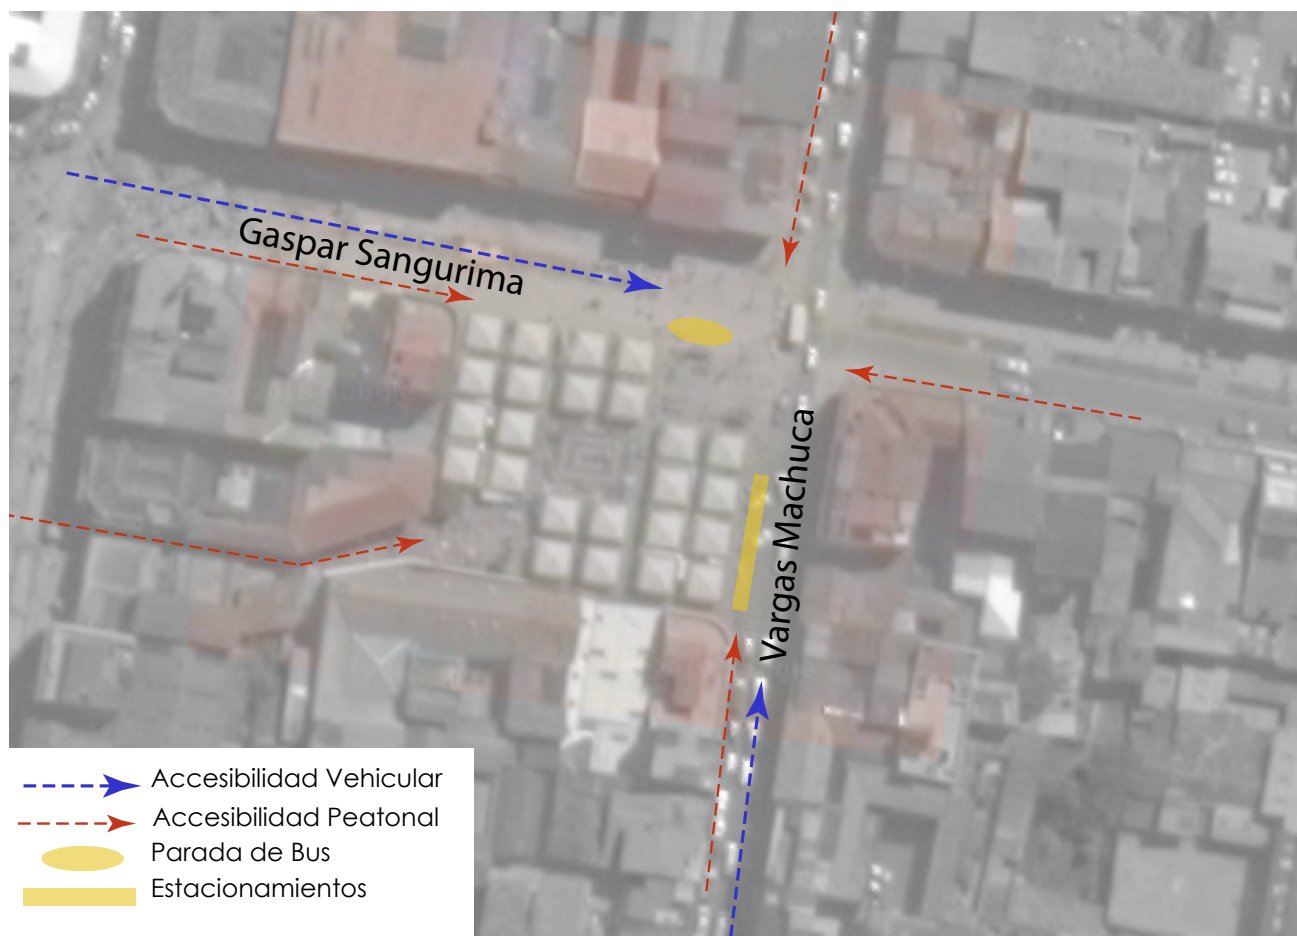 Gaspar Sangurima
Vargas Machuca
Accesibilidad Vehicular
Accesibilidad Peatonal
Parada de Bus
Estacionamientos